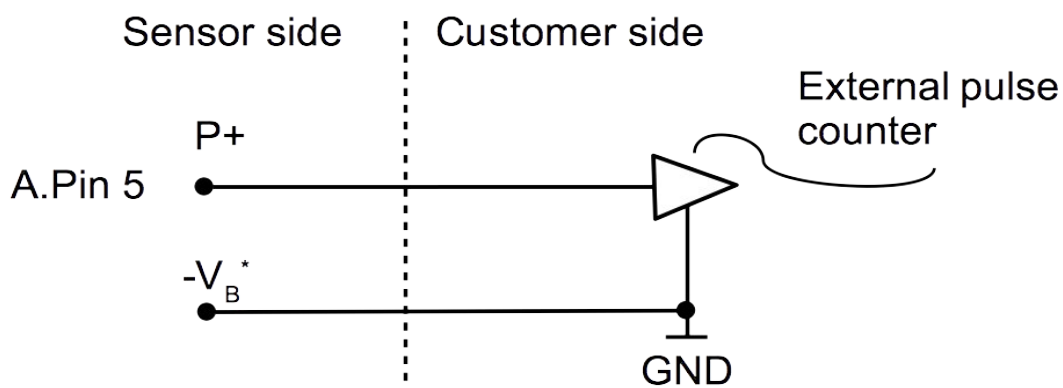 Sensor side
Customer side
External pulse
counter
P+
A.Pin 5
-V_B*
GND